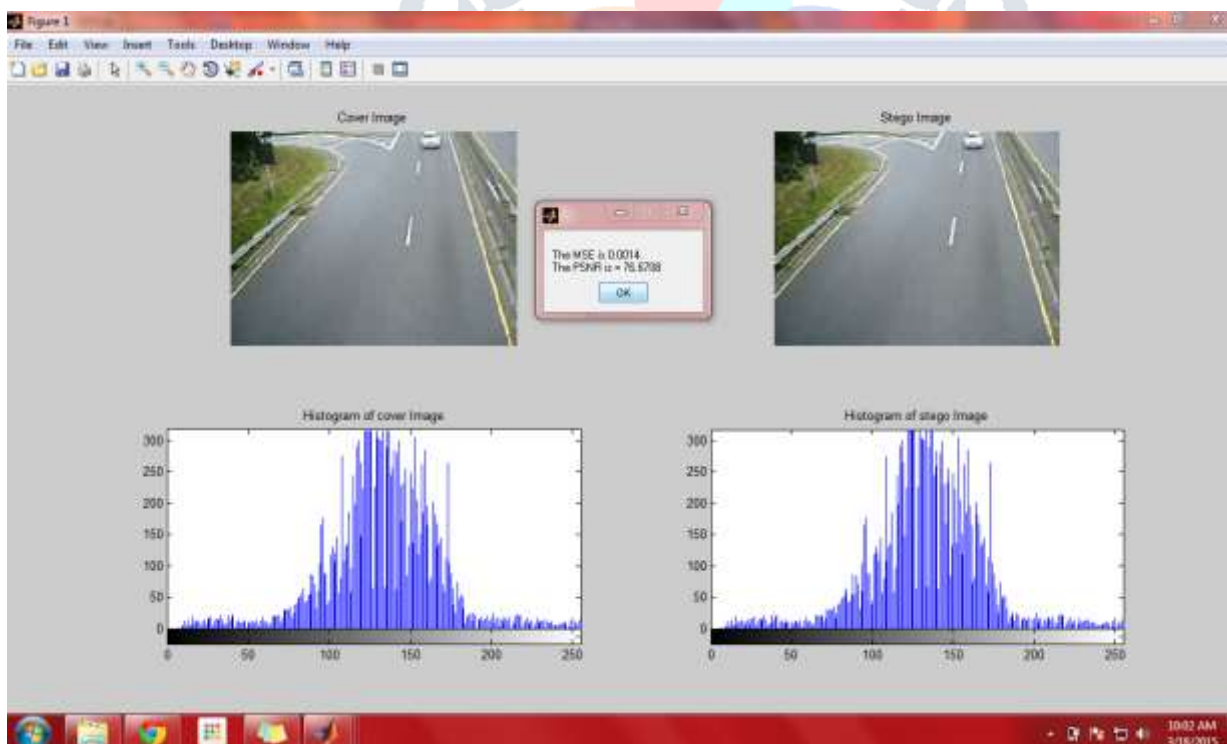 Figure 1
File Edit View Insert Tools Desktop Window Help
Cover Image
Stego Image
The MSE is 0.0014
The PSNR is = 76.6708
OK
Histogram of cover Image
Histogram of stego Image
300
250
200
150
100
50
0
0 50 100 150 200 250
300
250
200
150
100
50
0
0 50 100 150 200 250
10:02 AM
3/18/2015